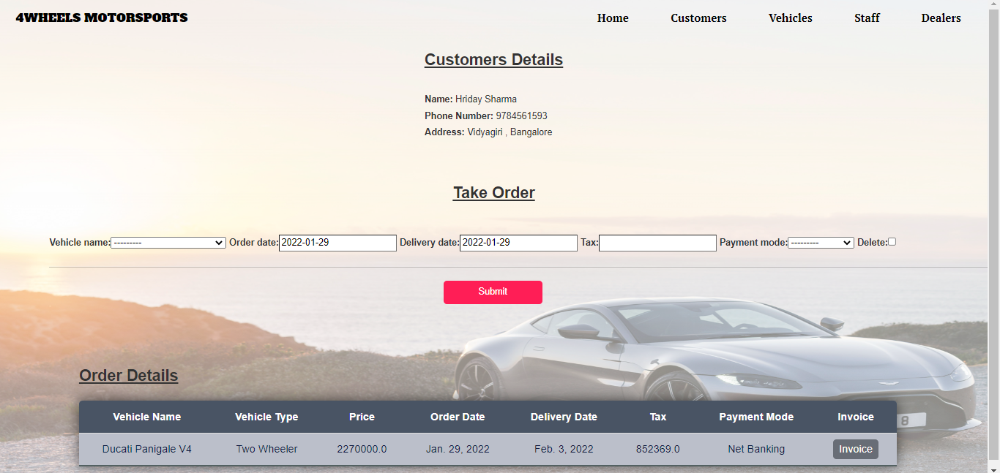 4WHEELS MOTORSPORTS Home Customers Vehicles Staff Dealers
Customers Details
Name: Hriday Sharma
Phone Number: 9784561593
Address: Vidyagiri , Bangalore
Take Order
Vehicle name: --------- Order date: 2022-01-29 Delivery date: 2022-01-29 Tax: Payment mode: --------- Delete:
Submit
Order Details
Vehicle Name Vehicle Type Price Order Date Delivery Date Tax Payment Mode Invoice
Ducati Panigale V4 Two Wheeler 2270000.0 Jan. 29, 2022 Feb. 3, 2022 852369.0 Net Banking Invoice
8